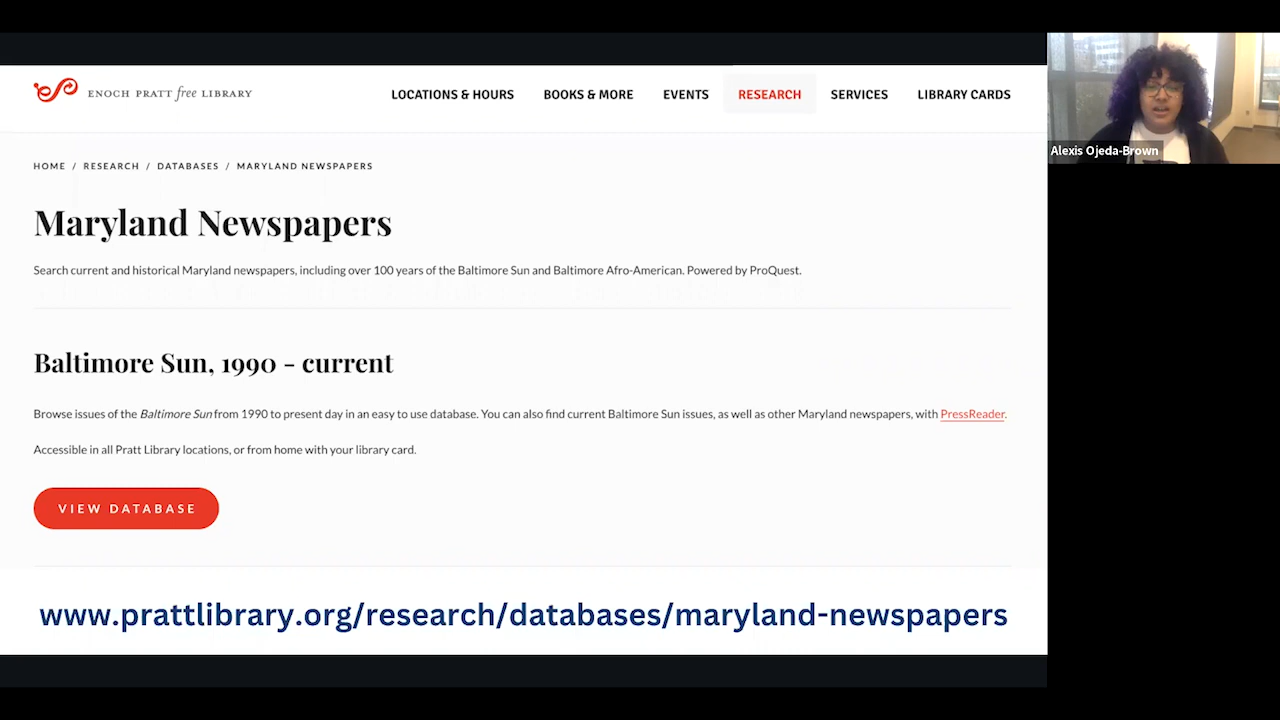 ENOCH PRATT free LIBRARY
LOCATIONS & HOURS BOOKS & MORE EVENTS RESEARCH SERVICES LIBRARY CARDS
Alexis Ojeda-Brown
HOME / RESEARCH / DATABASES / MARYLAND NEWSPAPERS
Maryland Newspapers
Search current and historical Maryland newspapers, including over 100 years of the Baltimore Sun and Baltimore Afro-American. Powered by ProQuest.
Baltimore Sun, 1990 - current
Browse issues of the Baltimore Sun from 1990 to present day in an easy to use database. You can also find current Baltimore Sun issues, as well as other Maryland newspapers, with PressReader.
Accessible in all Pratt Library locations, or from home with your library card.
VIEW DATABASE
www.prattlibrary.org/research/databases/maryland-newspapers